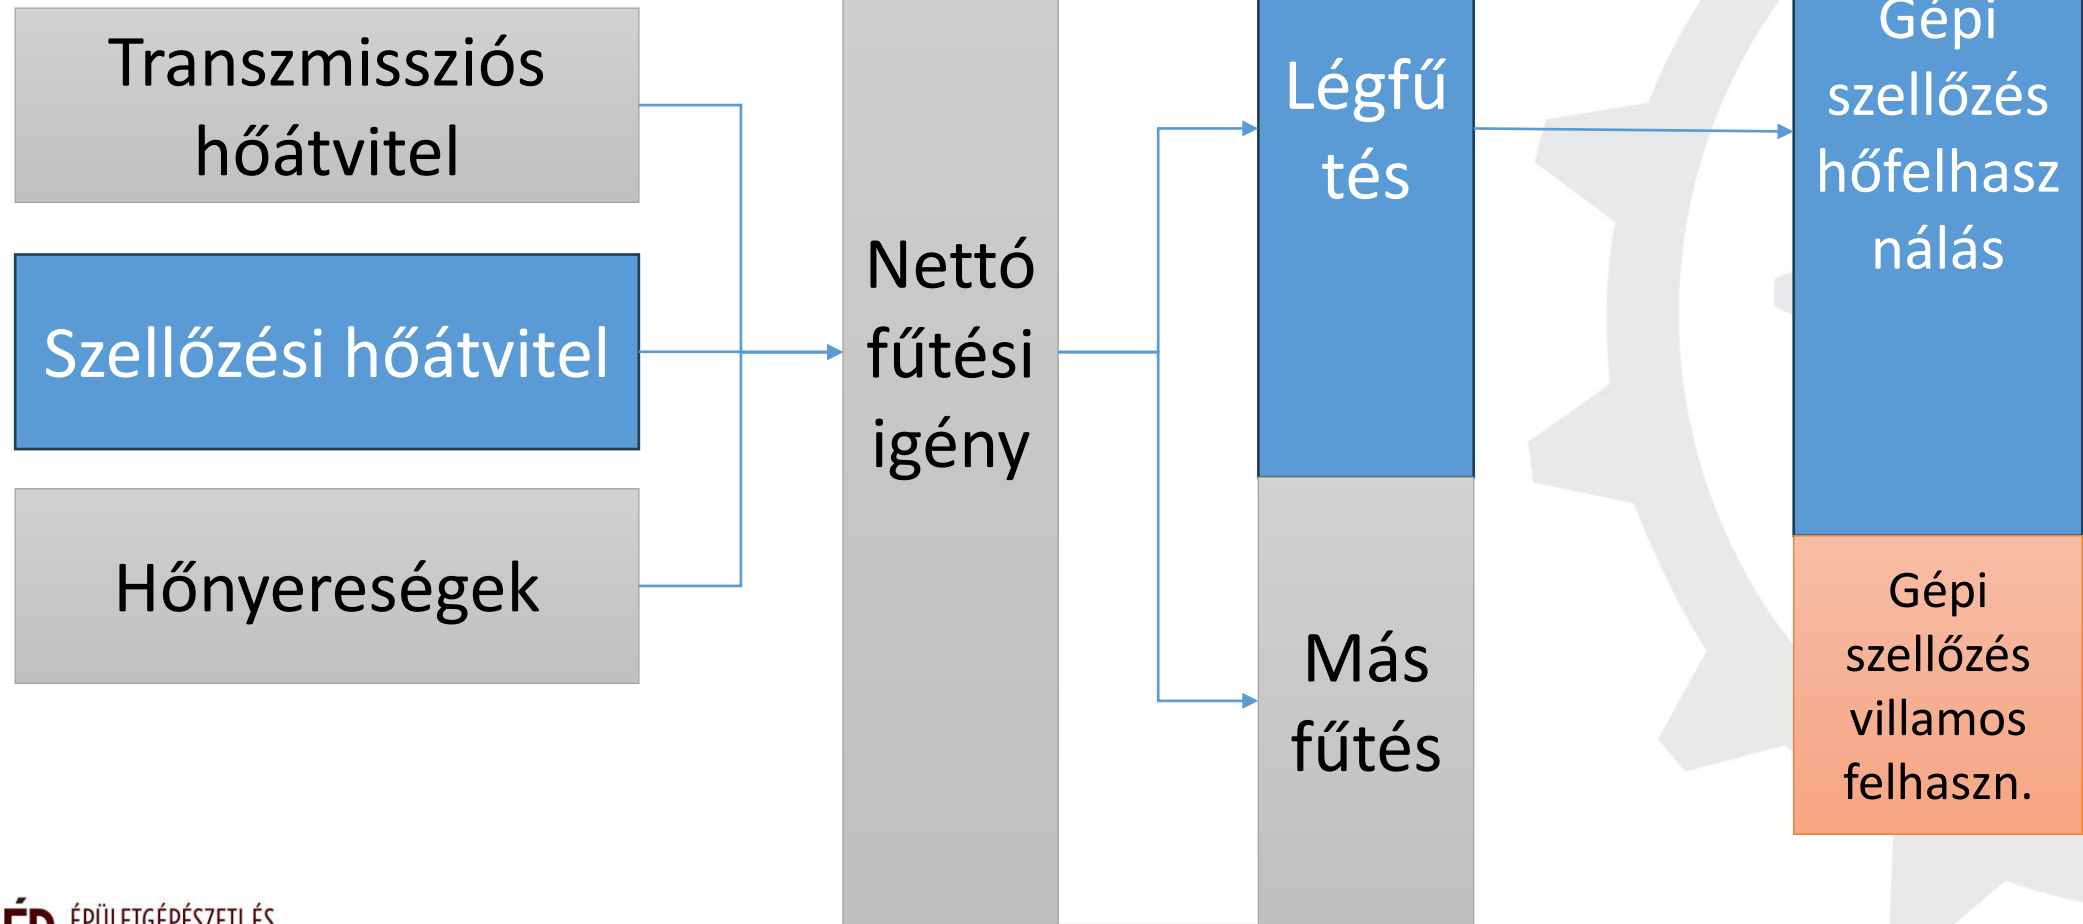 Transzmissziós
hőátvitel
Szellőzési hőátvitel
Hőnyereségek
Nettó
fűtési
igény
Légfű
tés
Más
fűtés
Gépi
szellőzés
hőfelhasz
nálás
Gépi
szellőzés
villamos
felhaszn.
ÉPÜLETGÉPÉSZETI ÉS